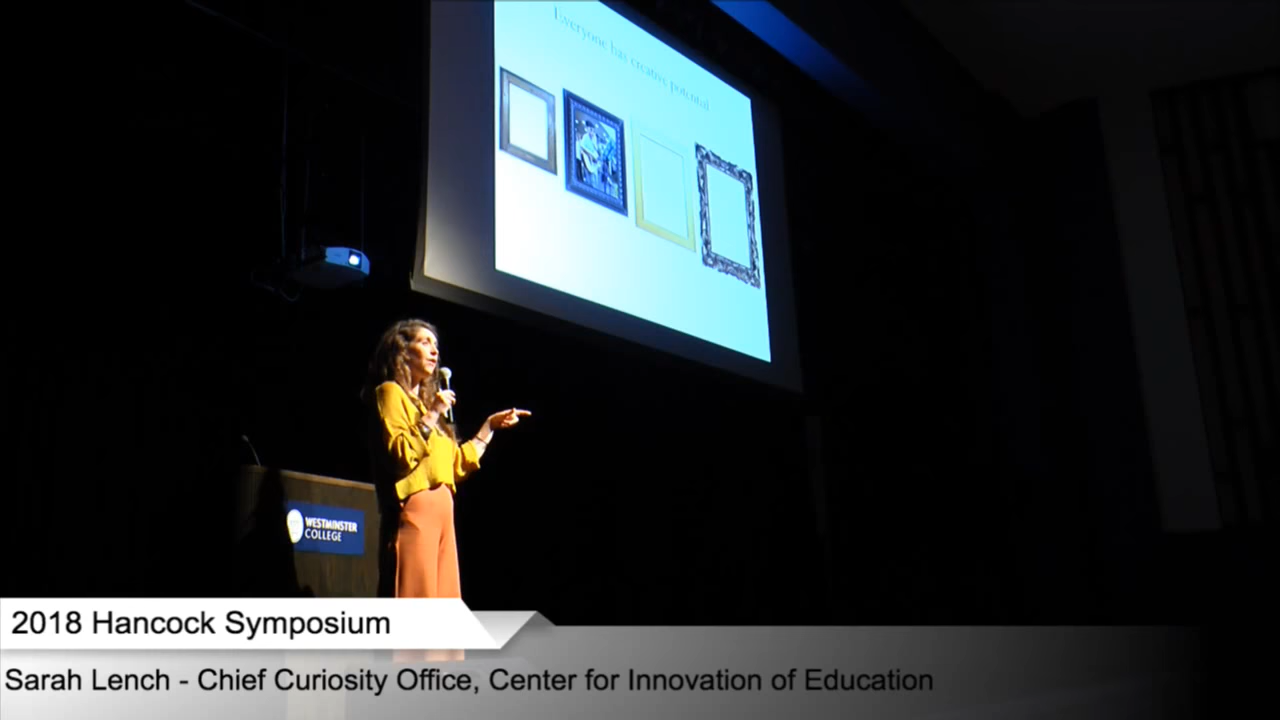 Everyone has creative potential
WESTMINSTER
COLLEGE
2018 Hancock Symposium
Sarah Lench - Chief Curiosity Office, Center for Innovation of Education